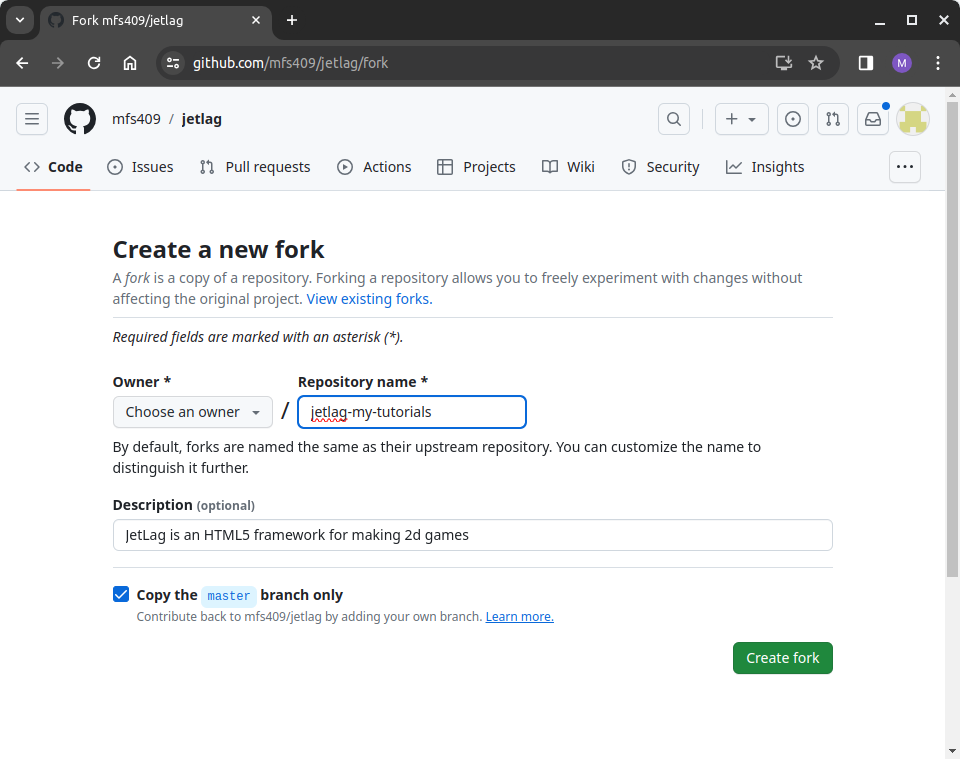 Fork mfs409/jetlag
github.com/mfs409/jetlag/fork
M
mfs409 / jetlag
Code Issues Pull requests Actions Projects Wiki Security Insights
Create a new fork
A fork is a copy of a repository. Forking a repository allows you to freely experiment with changes without
affecting the original project. View existing forks.
Required fields are marked with an asterisk (*).
Owner * Repository name *
Choose an owner / jetlag-my-tutorials
By default, forks are named the same as their upstream repository. You can customize the name to
distinguish it further.
Description (optional)
JetLag is an HTML5 framework for making 2d games
Copy the master branch only
Contribute back to mfs409/jetlag by adding your own branch. Learn more.
Create fork